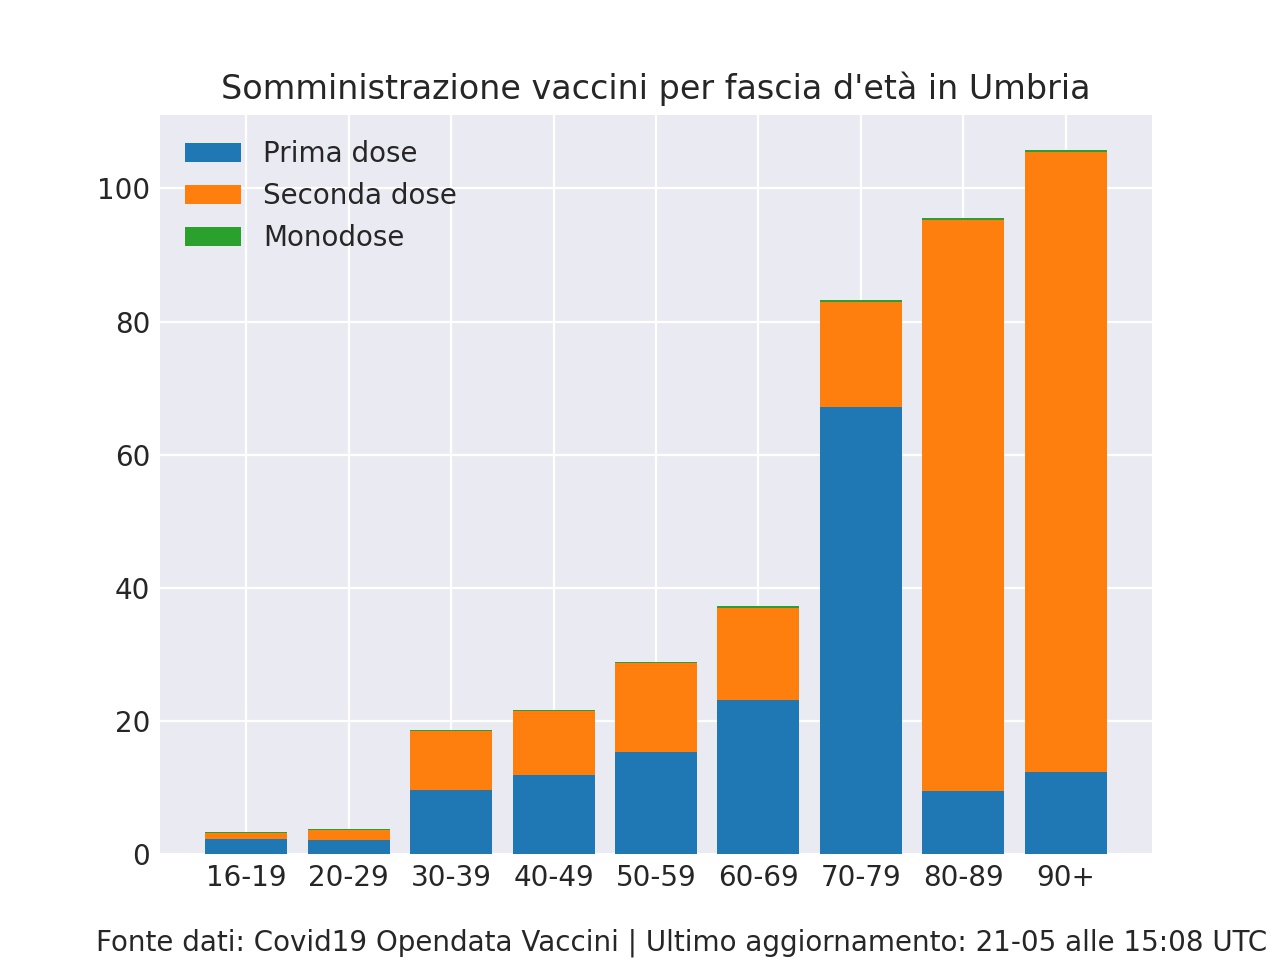 Somministrazione vaccini per fascia d'età in Umbria
Prima dose
Seconda dose
Monodose
100
80
60
40
20
0
16-19 20-29 30-39 40-49 50-59 60-69 70-79 80-89 90+
Fonte dati: Covid19 Opendata Vaccini | Ultimo aggiornamento: 21-05 alle 15:08 UTC